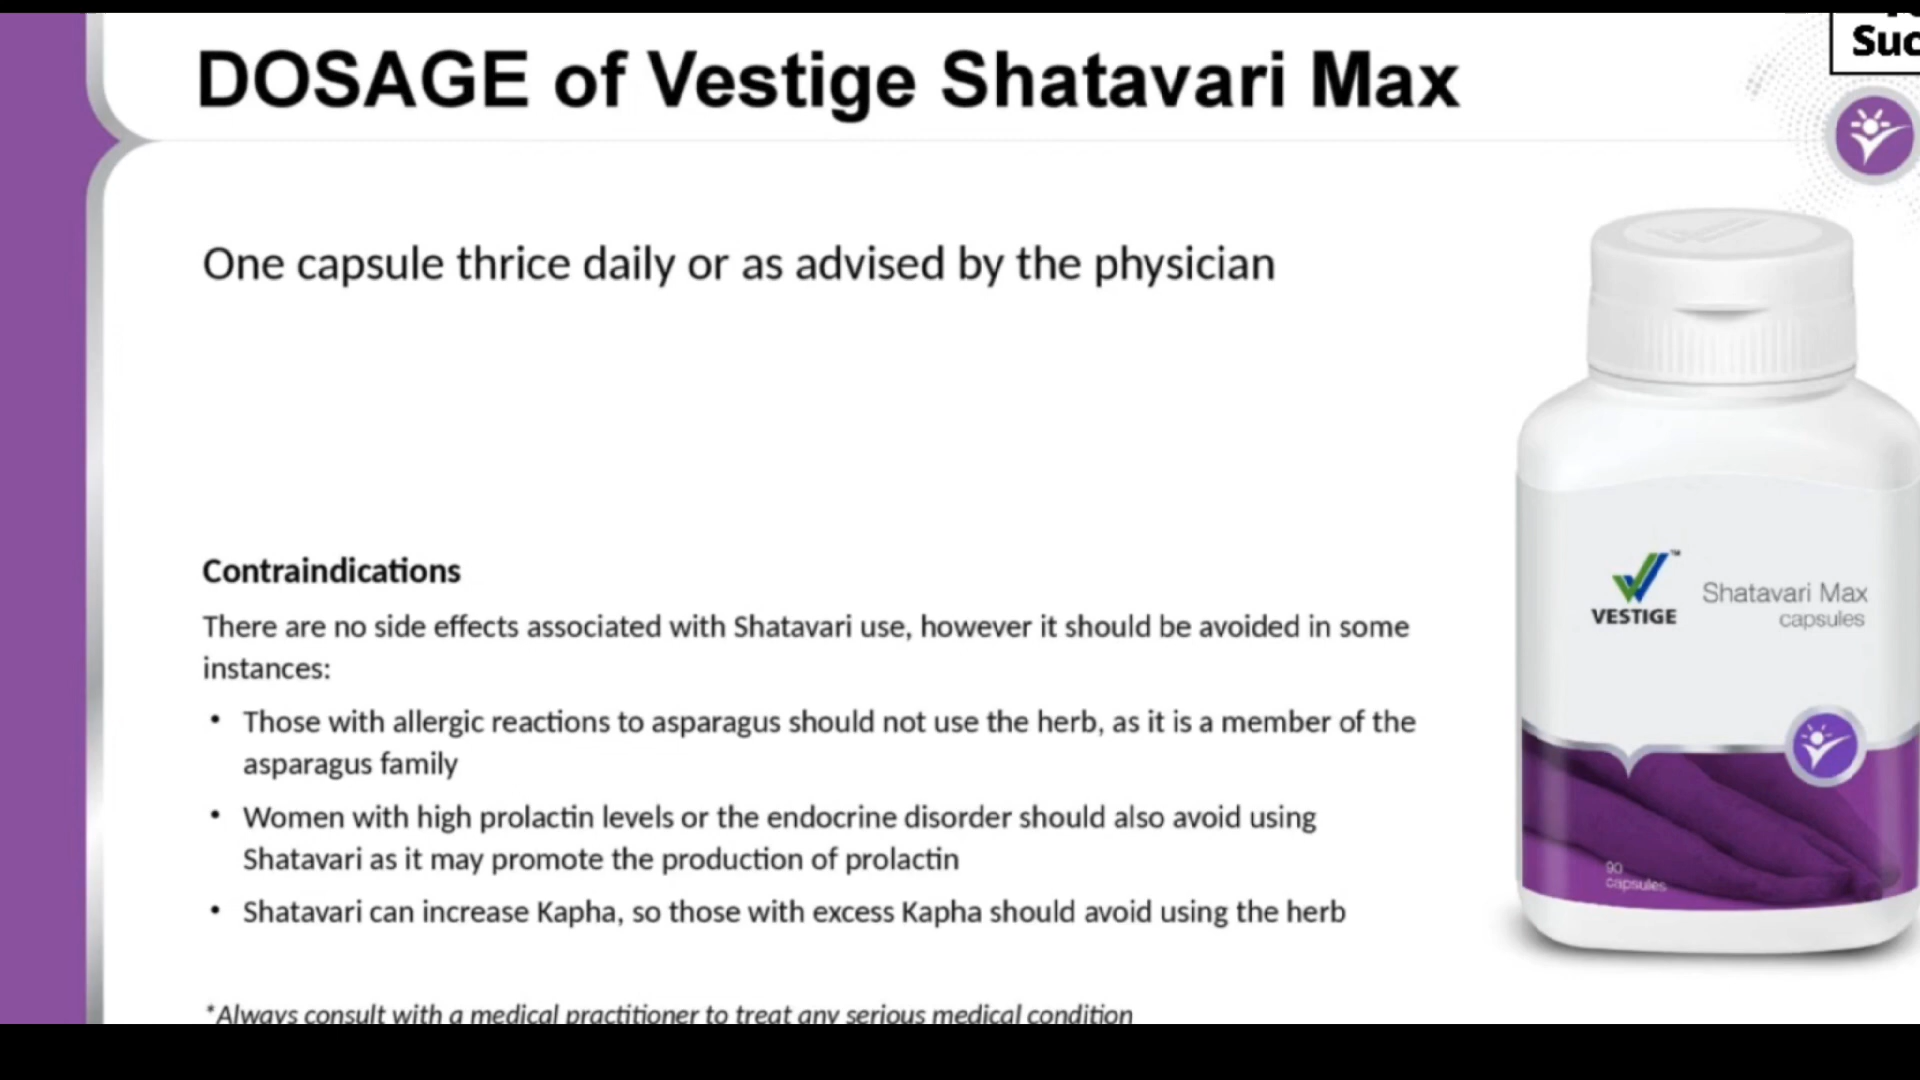 Suc
DOSAGE of Vestige Shatavari Max
One capsule thrice daily or as advised by the physician
Contraindications
There are no side effects associated with Shatavari use, however it should be avoided in some
instances:
• Those with allergic reactions to asparagus should not use the herb, as it is a member of the
asparagus family
• Women with high prolactin levels or the endocrine disorder should also avoid using
Shatavari as it may promote the production of prolactin
• Shatavari can increase Kapha, so those with excess Kapha should avoid using the herb
*Always consult with a medical practitioner to treat any serious medical condition
VESTIGE
TM
Shatavari Max
capsules
90
capsules